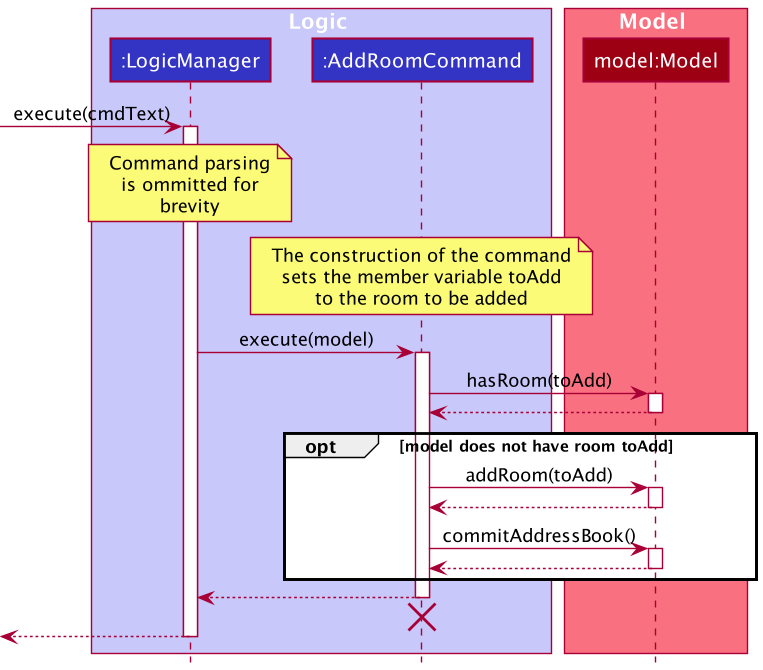 Logic
Model
:LogicManager
:AddRoomCommand
model:Model
execute(cmdText)
Command parsing
is ommitted for
brevity
The construction of the command
sets the member variable toAdd
to the room to be added
execute(model)
hasRoom(toAdd)
opt
[model does not have room toAdd]
addRoom(toAdd)
commitAddressBook()